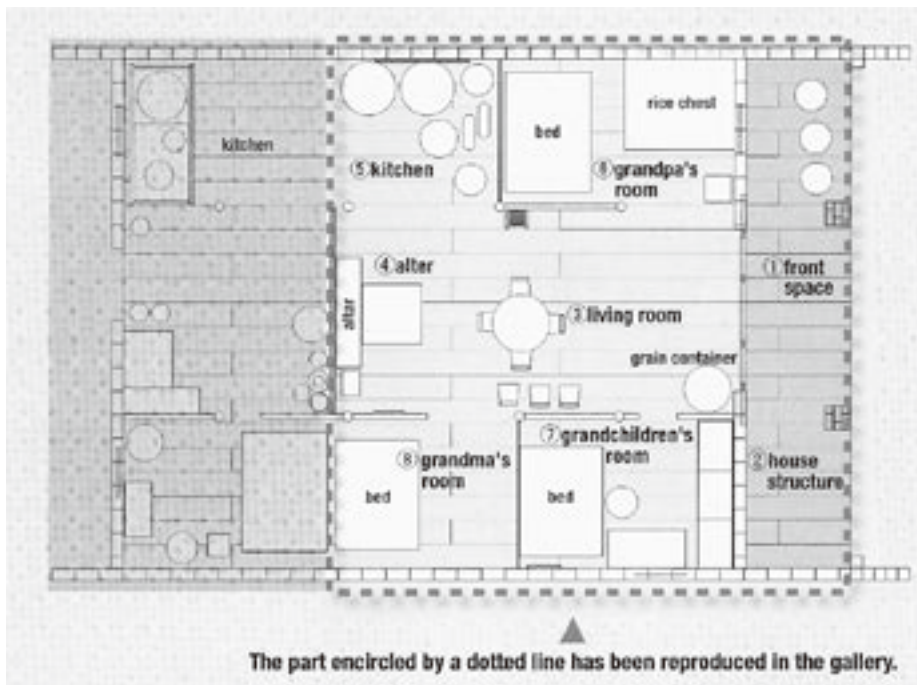 kitchen
⑤kitchen
bed
rice chest
⑥grandpa's
room
④alter
altar
①front
space
③living room
grain container
⑦grandchildren's
room
⑧grandma's
room
bed
bed
②house
structure
The part encircled by a dotted line has been reproduced in the gallery.